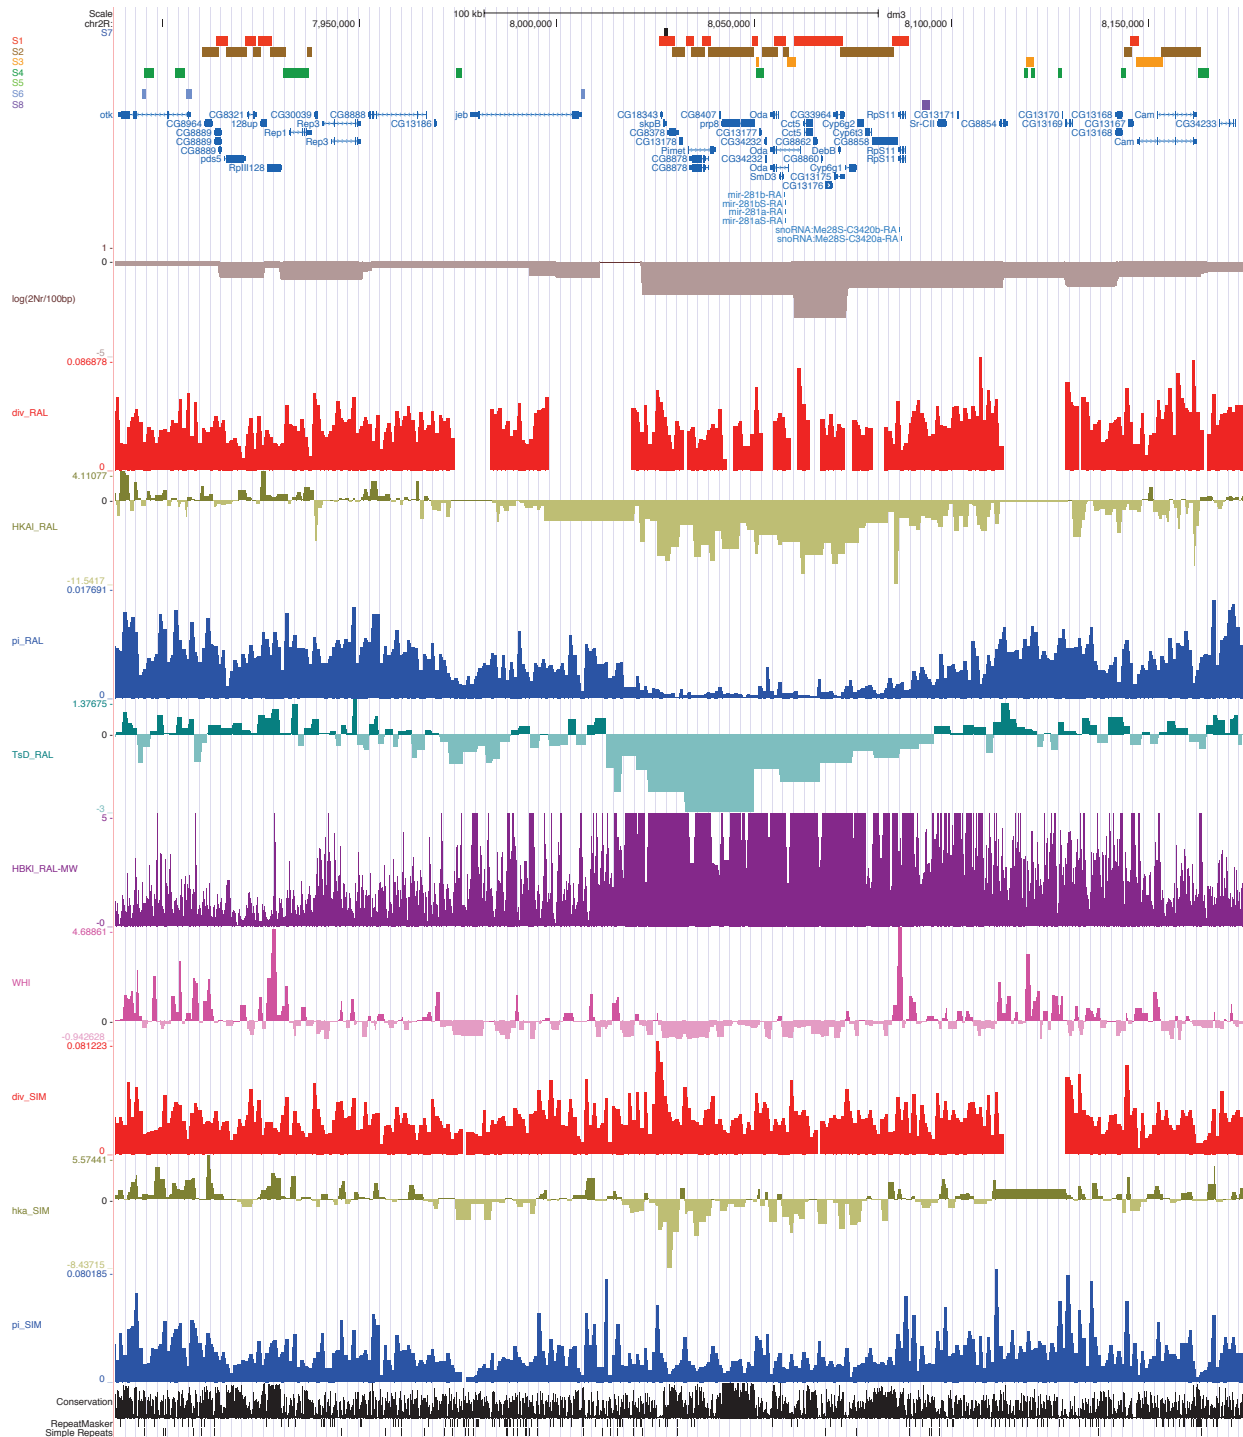 Scale 100 kb dm3
chr2R: 7,950,000 8,000,000 8,050,000 8,100,000 8,150,000
S7
S1
S2
S3
S4
S5
S6
S8
otk CG8321 CG30039 CG8888 jeb CG18343 CG8407 Oda CG33964 RpS11 CG13171 CG13170 CG13168 Cam
CG8964 128up Rep3 CG13186 skpB prp8 Cct5 Cyp6g2 Sr-CII CG8854 CG13169 CG13167 CG34233
CG8889 Rep1 CG8378 CG13177 Cct5 Cyp6t3 CG13168
CG8889 Rep3 CG13178 CG34232 CG8862 CG8858 Cam
CG8889 Pimet Oda DebB RpS11
pds5 CG8878 CG34232 CG8860 RpS11
RpIII128 CG8878 Oda Cyp6g1
SmD3 CG13175
CG13176
mir-281b-RA
mir-281bS-RA
mir-281a-RA
mir-281aS-RA
snoRNA:Me28S-C3420b-RA
snoRNA:Me28S-C3420a-RA
1 -
0 -
log(2Nr/100bp)
-5 _
0.086878 -
div_RAL
0 _
4.11077 -
0 -
HKAl_RAL
-11.5417 _
0.017691 -
pi_RAL
0 _
1.37675 -
0 -
TsD_RAL
-3 _
5 -
HBKl_RAL-MW
-0 _
4.68861 -
WHI
0 -
-0.942628 _
0.081223 -
div_SIM
0 _
5.57441 -
0 -
hka_SIM
-8.43715 _
0.080185 -
pi_SIM
0 _
Conservation
RepeatMasker
Simple Repeats